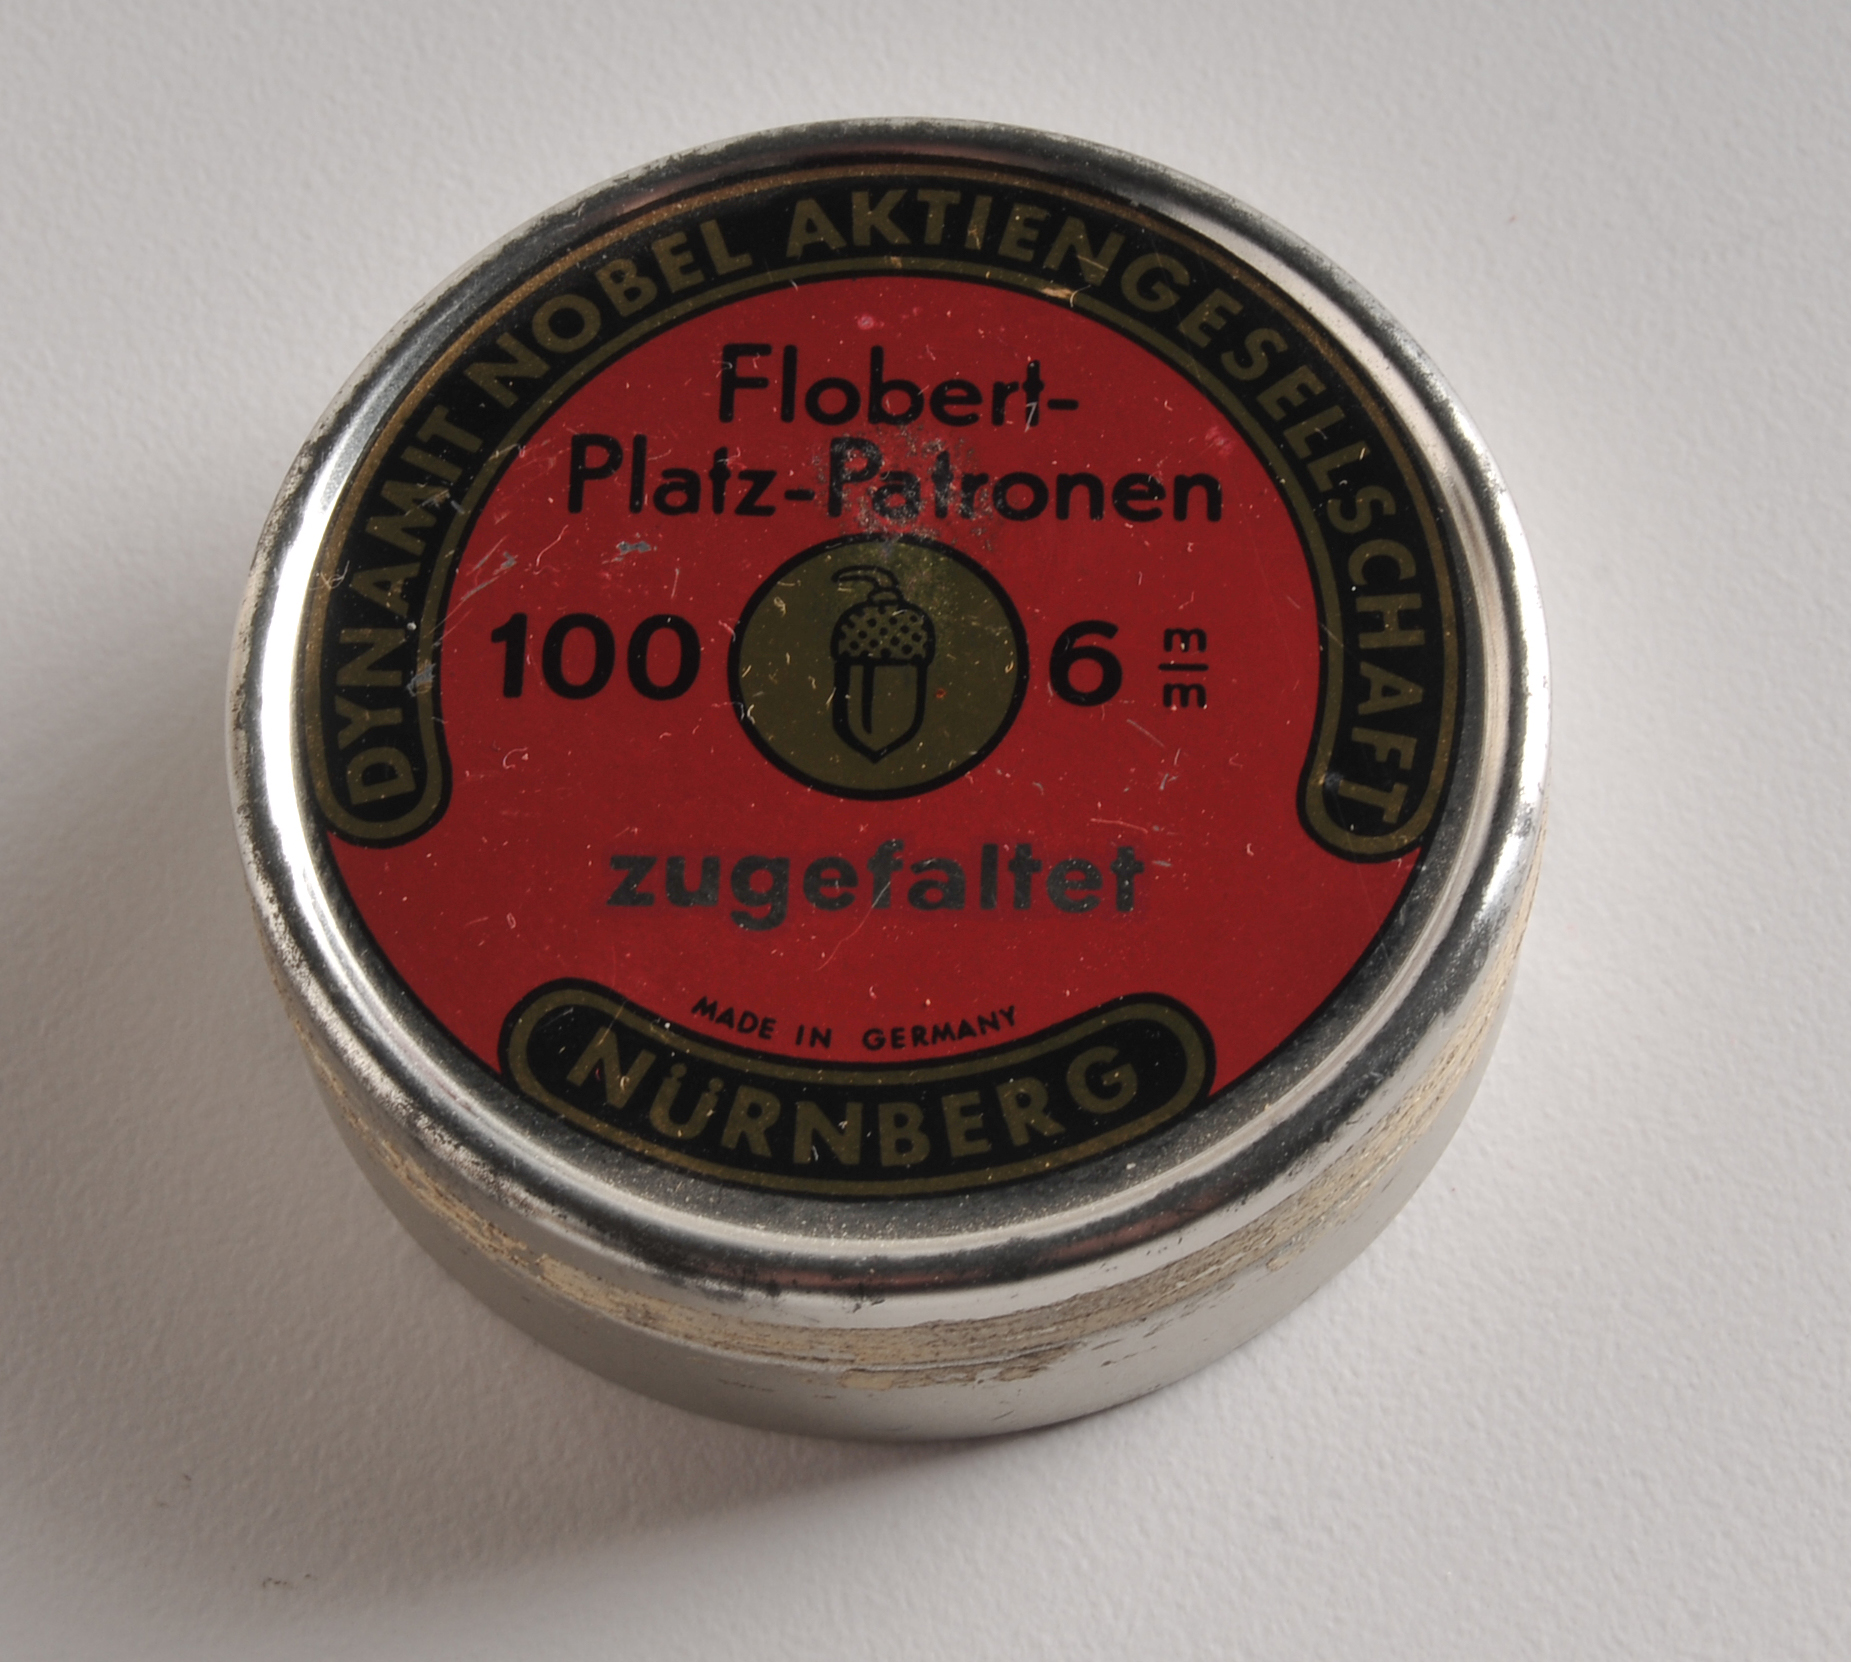 DYNAMIT NOBEL AKTIENGESELLSCHAFT
Flobert-
Platz-Patronen
100 6 m/m
zugefaltet
MADE IN GERMANY
NÜRNBERG